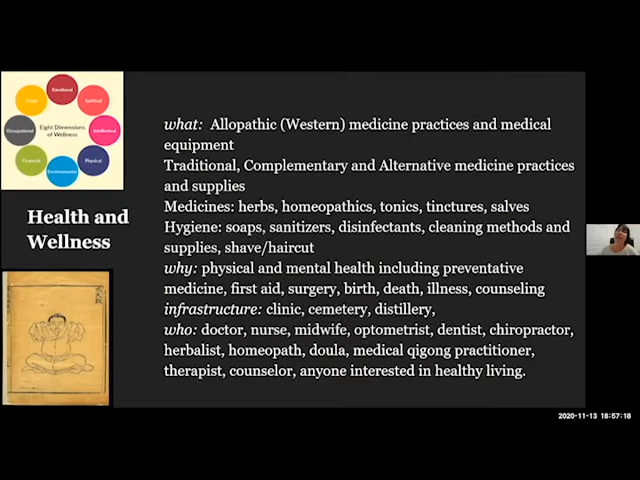 Emotional
Spiritual
Intellectual
Physical
Environmental
Financial
Occupational
Social
Eight Dimensions
of Wellness
Health and
Wellness
what: Allopathic (Western) medicine practices and medical
equipment
Traditional, Complementary and Alternative medicine practices
and supplies
Medicines: herbs, homeopathics, tonics, tinctures, salves
Hygiene: soaps, sanitizers, disinfectants, cleaning methods and
supplies, shave/haircut
why: physical and mental health including preventative
medicine, first aid, surgery, birth, death, illness, counseling
infrastructure: clinic, cemetery, distillery,
who: doctor, nurse, midwife, optometrist, dentist, chiropractor,
herbalist, homeopath, doula, medical qigong practitioner,
therapist, counselor, anyone interested in healthy living.
2020-11-13 18:57:18